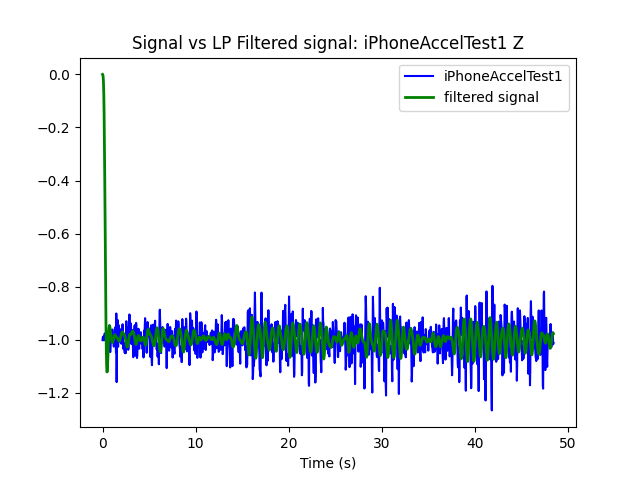 Signal vs LP Filtered signal: iPhoneAccelTest1 Z
iPhoneAccelTest1
filtered signal
0.0
−0.2
−0.4
−0.6
−0.8
−1.0
−1.2
0 10 20 30 40 50
Time (s)